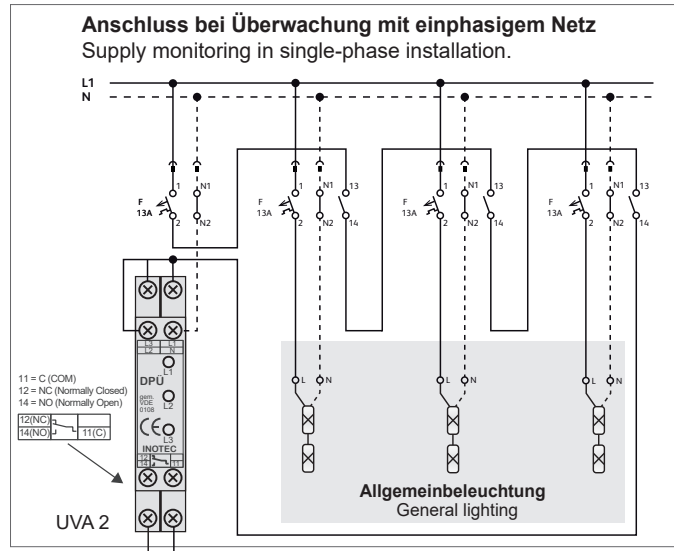 Anschluss bei Überwachung mit einphasigem Netz
Supply monitoring in single-phase installation.
L1
N
F
13A
1
2
N1
N2
F
13A
1
2
N1
N2
13
14
F
13A
1
2
N1
N2
13
14
F
13A
1
2
N1
N2
13
14
L3 L1
L2 N
L1
DPÜ
gem.
VDE
0108
L2
CE
L3
INOTEC
12
14 11
11 = C (COM)
12 = NC (Normally Closed)
14 = NO (Normally Open)
12(NC)
14(NO) 11(C)
UVA 2
L N
L N
L N
Allgemeinbeleuchtung
General lighting